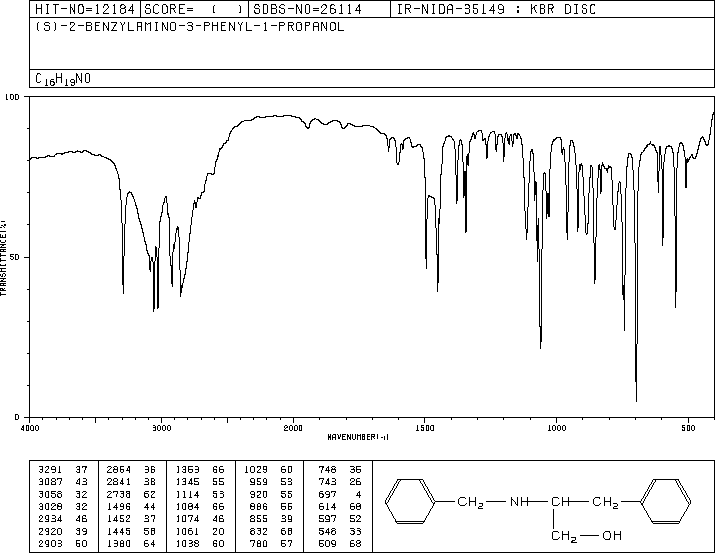 HIT-NO=12184 SCORE= ( ) SDBS-NO=26114 IR-NIDA-35149 : KBR DISC
(S)-2-BENZYLAMINO-3-PHENYL-1-PROPANOL
C16H19NO
100
50
0
TRANSMITTANCE(%)
4000 3000 2000 1500 1000 500
WAVENUMBER(-1)
3291 37 2864 36 1363 66 1029 60 748 36
3087 43 2841 38 1345 55 959 53 743 26
3058 32 2738 62 1114 53 920 55 697 4
3028 32 1496 44 1084 66 886 55 614 68
2934 46 1452 37 1074 46 855 39 597 52
2920 39 1445 58 1061 20 832 68 548 33
2903 60 1380 64 1038 60 780 57 509 68
CH2 NH CH CH2
CH2 OH